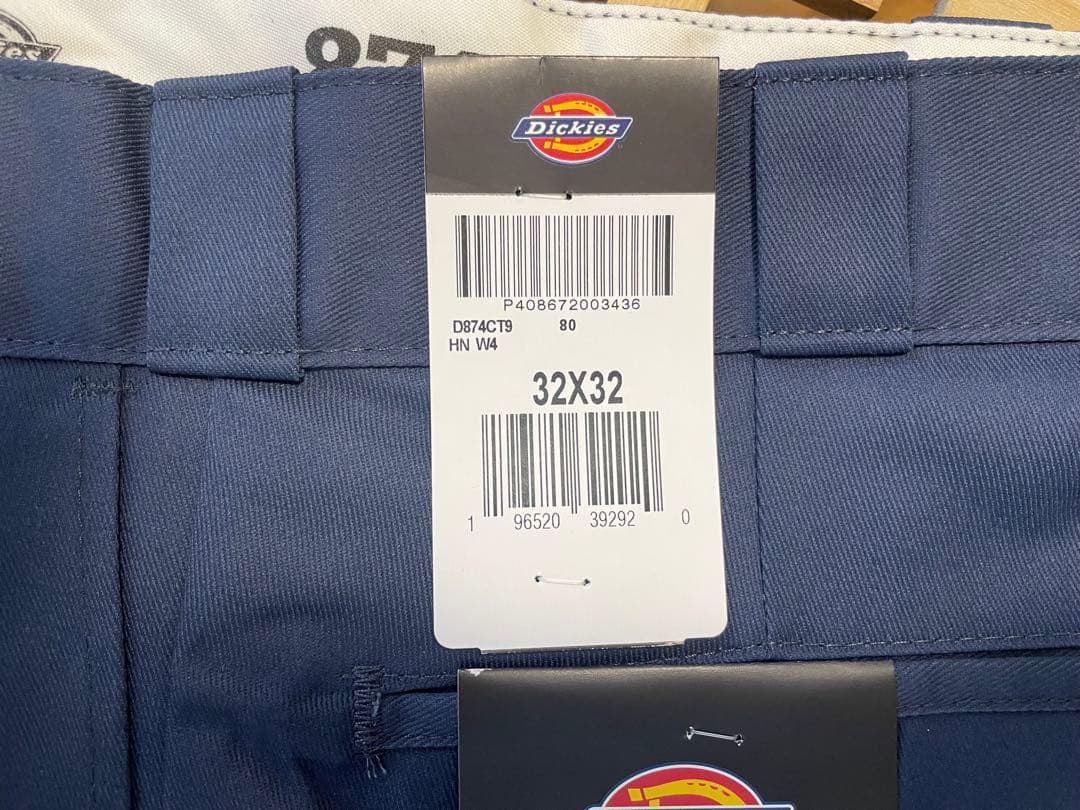 Dickies
P408672003436
D874CT9 80
HN W4
32X32
1 96520 39292 0